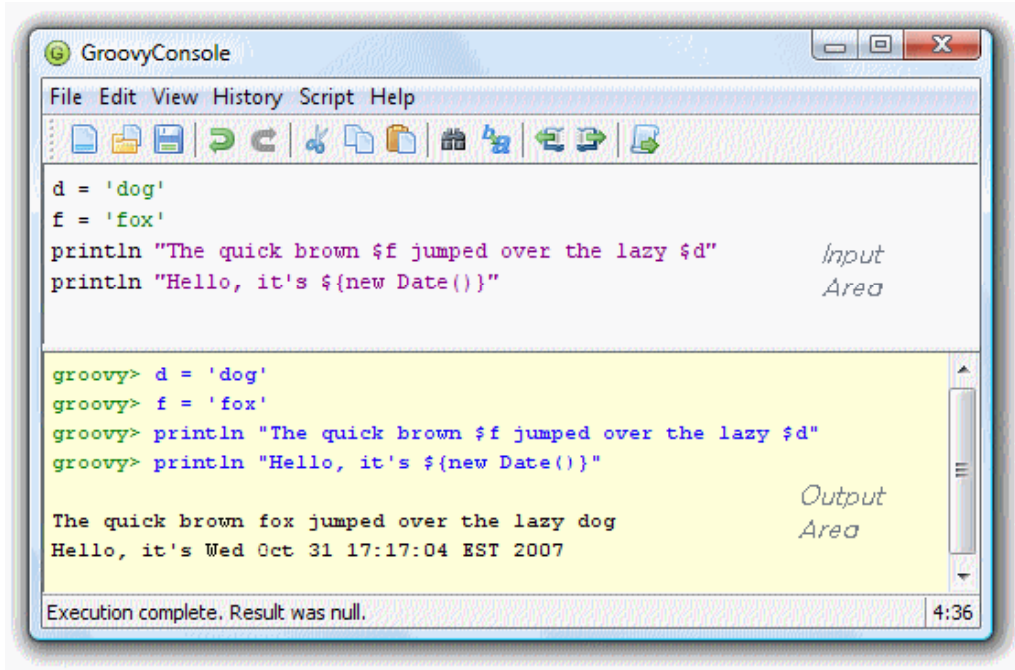 GroovyConsole
File Edit View History Script Help
d = 'dog'
f = 'fox'
println "The quick brown $f jumped over the lazy $d"
println "Hello, it's ${new Date()}"
Input
Area
groovy> d = 'dog'
groovy> f = 'fox'
groovy> println "The quick brown $f jumped over the lazy $d"
groovy> println "Hello, it's ${new Date()}"
Output
Area
The quick brown fox jumped over the lazy dog
Hello, it's Wed Oct 31 17:17:04 EST 2007
Execution complete. Result was null.
4:36